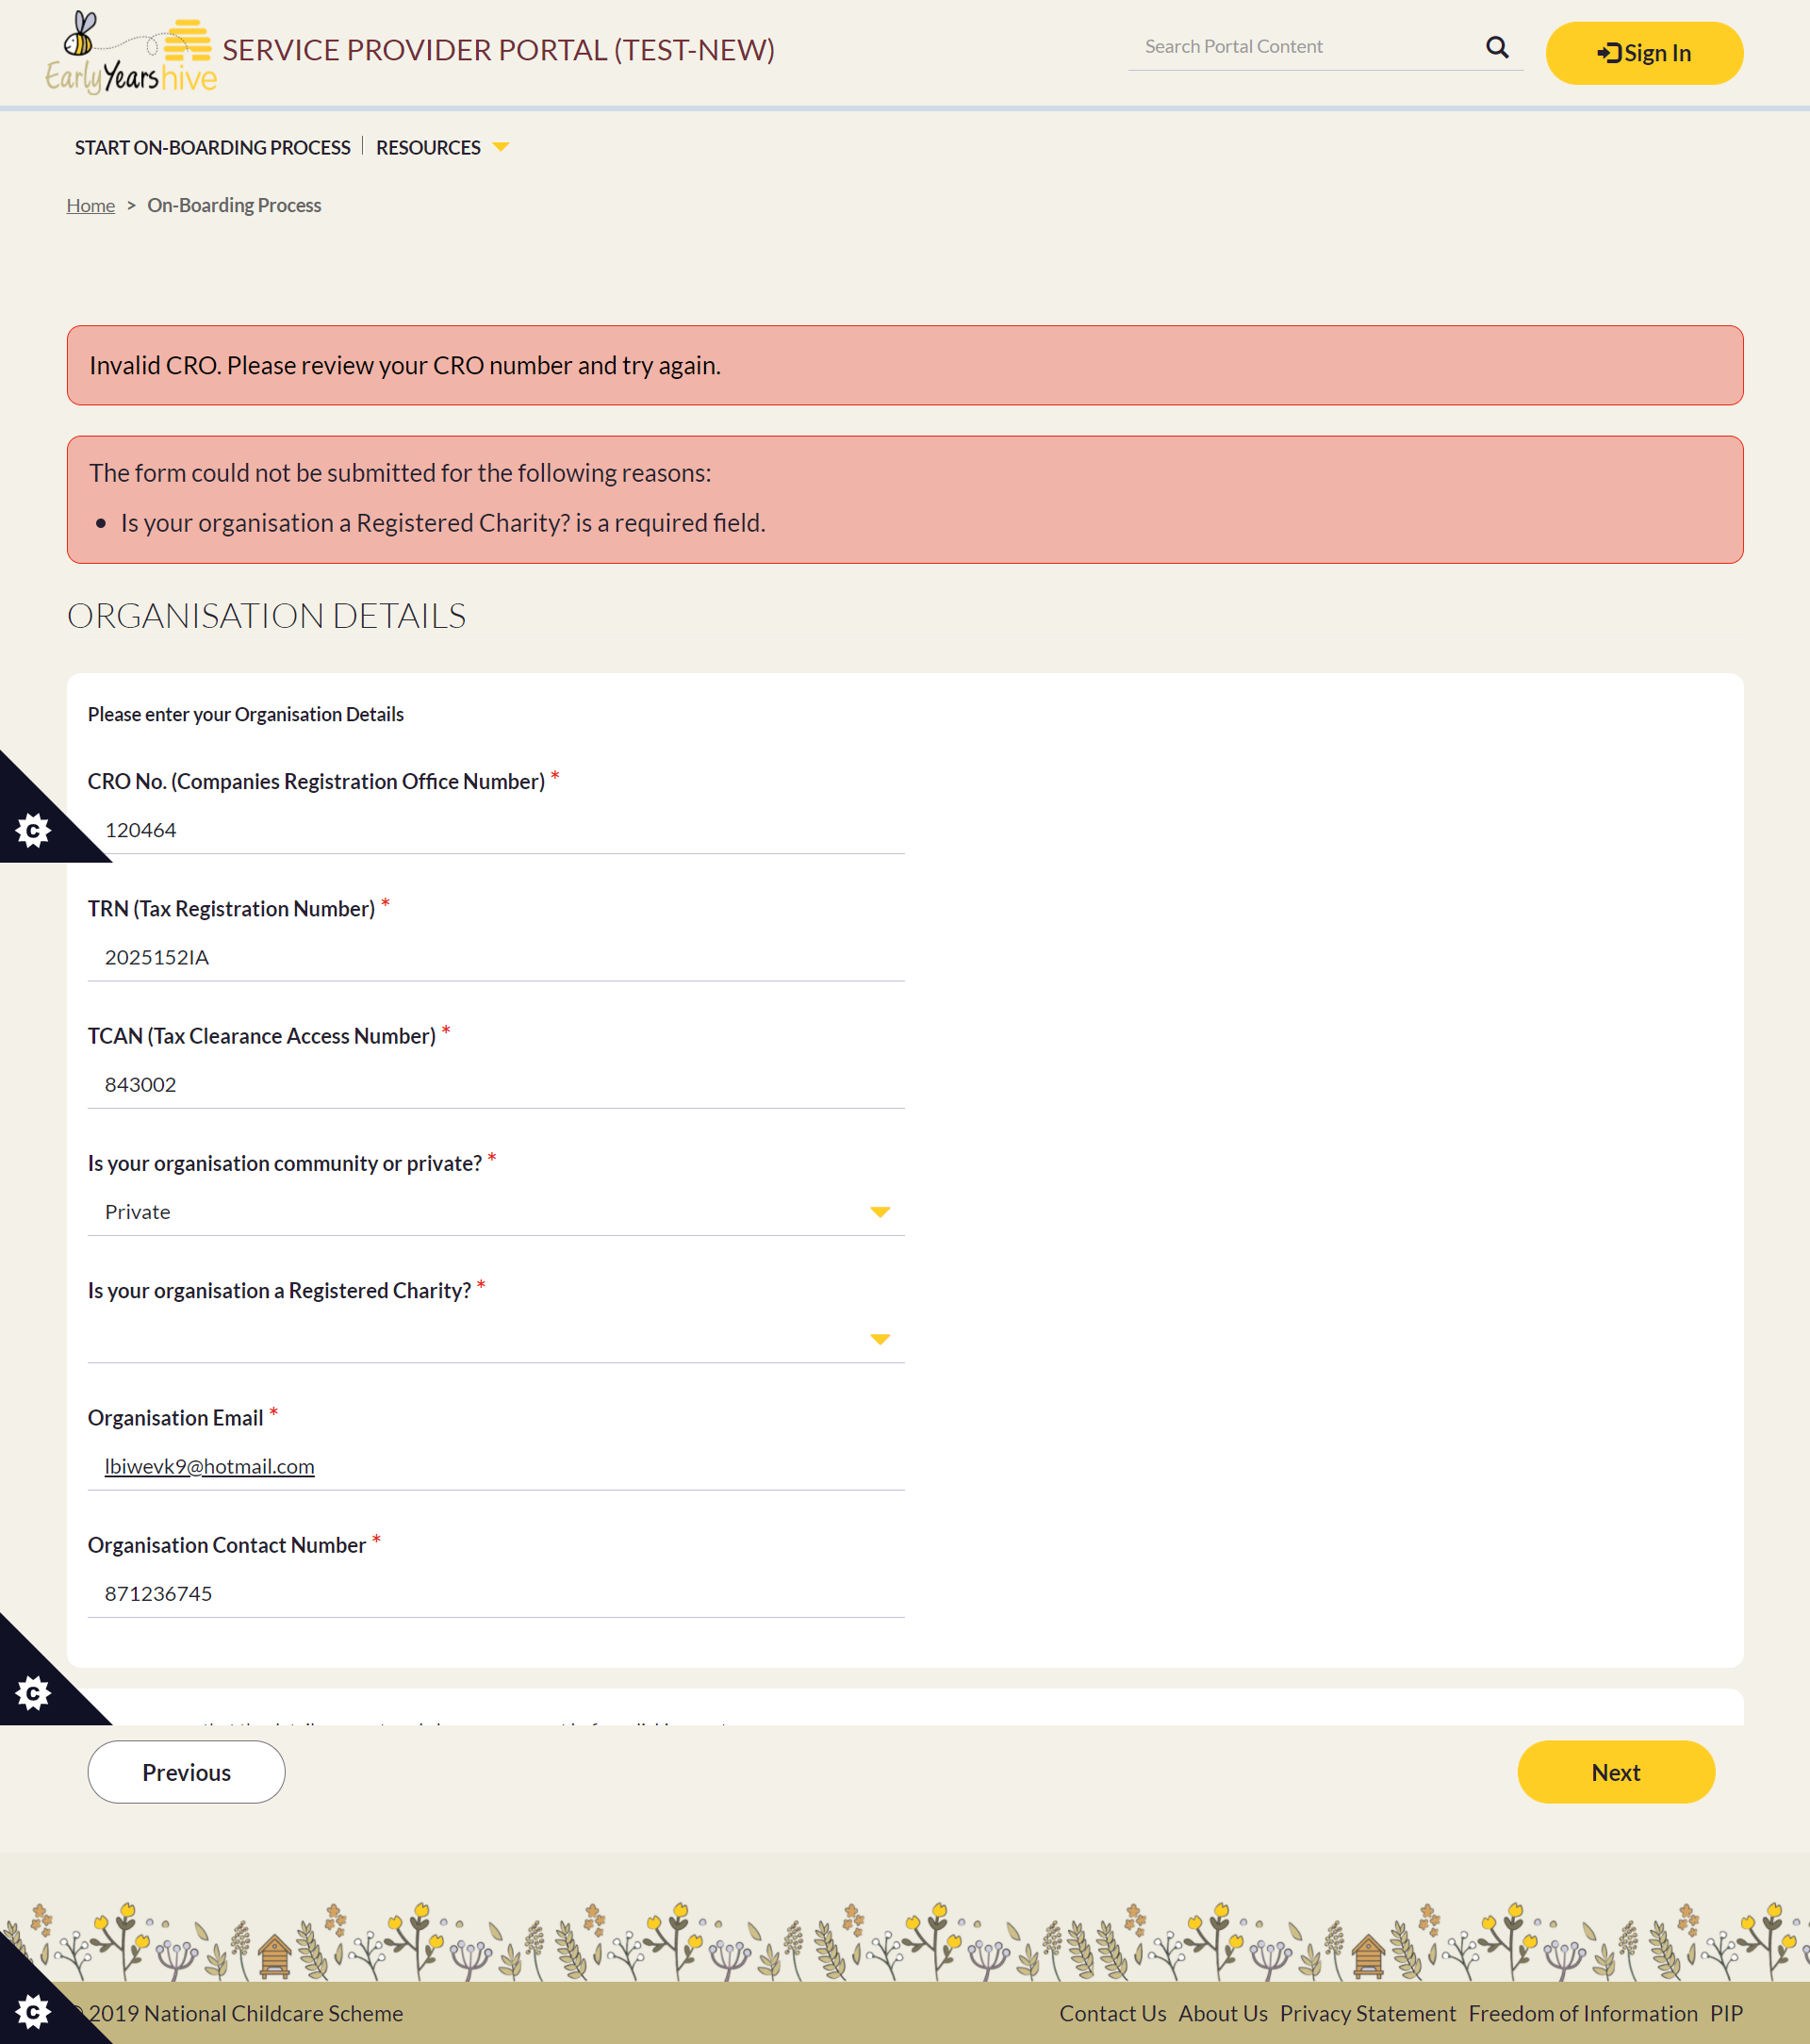 EarlyYearshive
SERVICE PROVIDER PORTAL (TEST-NEW)
Search Portal Content
Sign In
START ON-BOARDING PROCESS
RESOURCES
Home > On-Boarding Process
Invalid CRO. Please review your CRO number and try again.
The form could not be submitted for the following reasons:
• Is your organisation a Registered Charity? is a required field.
ORGANISATION DETAILS
Please enter your Organisation Details
CRO No. (Companies Registration Office Number) *
120464
TRN (Tax Registration Number) *
2025152IA
TCAN (Tax Clearance Access Number) *
843002
Is your organisation community or private? *
Private
Is your organisation a Registered Charity? *
Organisation Email *
lbiwevk9@hotmail.com
Organisation Contact Number *
871236745
Previous
Next
2019 National Childcare Scheme
Contact Us About Us Privacy Statement Freedom of Information PIP